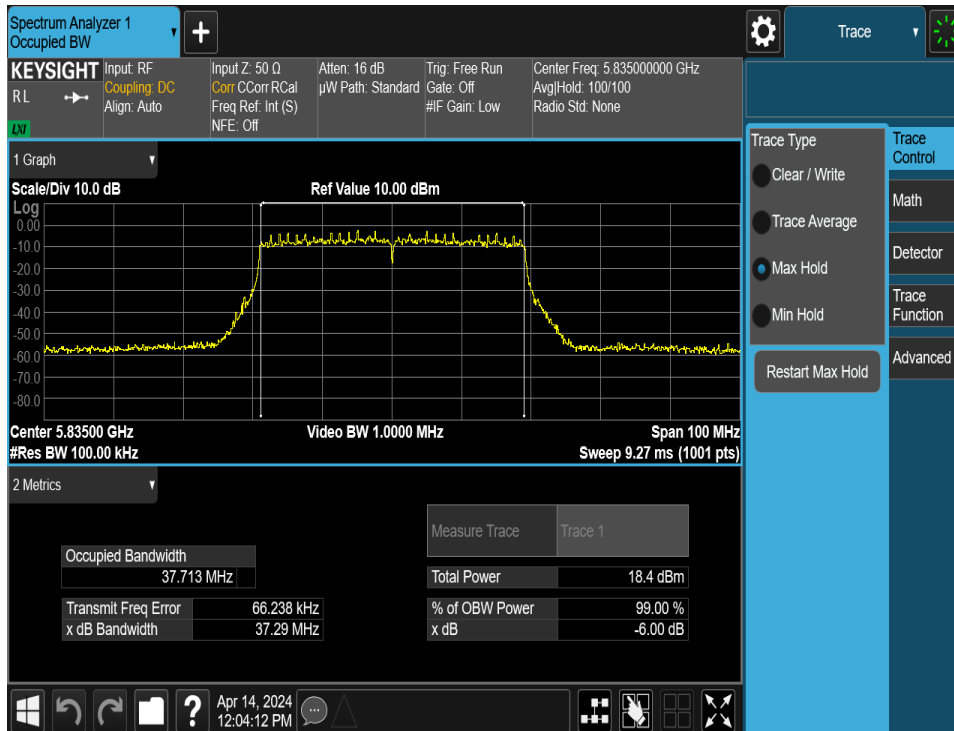 Spectrum Analyzer 1
Occupied BW
+
Trace
KEYSIGHT
R L
LXI
Input: RF
Coupling: DC
Align: Auto
Input Z: 50 Ω
Corr CCorr RCal
Freq Ref: Int (S)
NFE: Off
Atten: 16 dB
µW Path: Standard
Trig: Free Run
Gate: Off
#IF Gain: Low
Center Freq: 5.835000000 GHz
Avg|Hold: 100/100
Radio Std: None
1 Graph
Scale/Div 10.0 dB
Ref Value 10.00 dBm
Log
0.00
-10.0
-20.0
-30.0
-40.0
-50.0
-60.0
-70.0
-80.0
Center 5.83500 GHz
Video BW 1.0000 MHz
Span 100 MHz
#Res BW 100.00 kHz
Sweep 9.27 ms (1001 pts)
2 Metrics
Measure Trace
Trace 1
Occupied Bandwidth
37.713 MHz
Total Power
18.4 dBm
Transmit Freq Error
66.238 kHz
% of OBW Power
99.00 %
x dB Bandwidth
37.29 MHz
x dB
-6.00 dB
Trace Type
Clear / Write
Trace Average
Max Hold
Min Hold
Restart Max Hold
Trace
Control
Math
Detector
Trace
Function
Advanced
?
Apr 14, 2024
12:04:12 PM